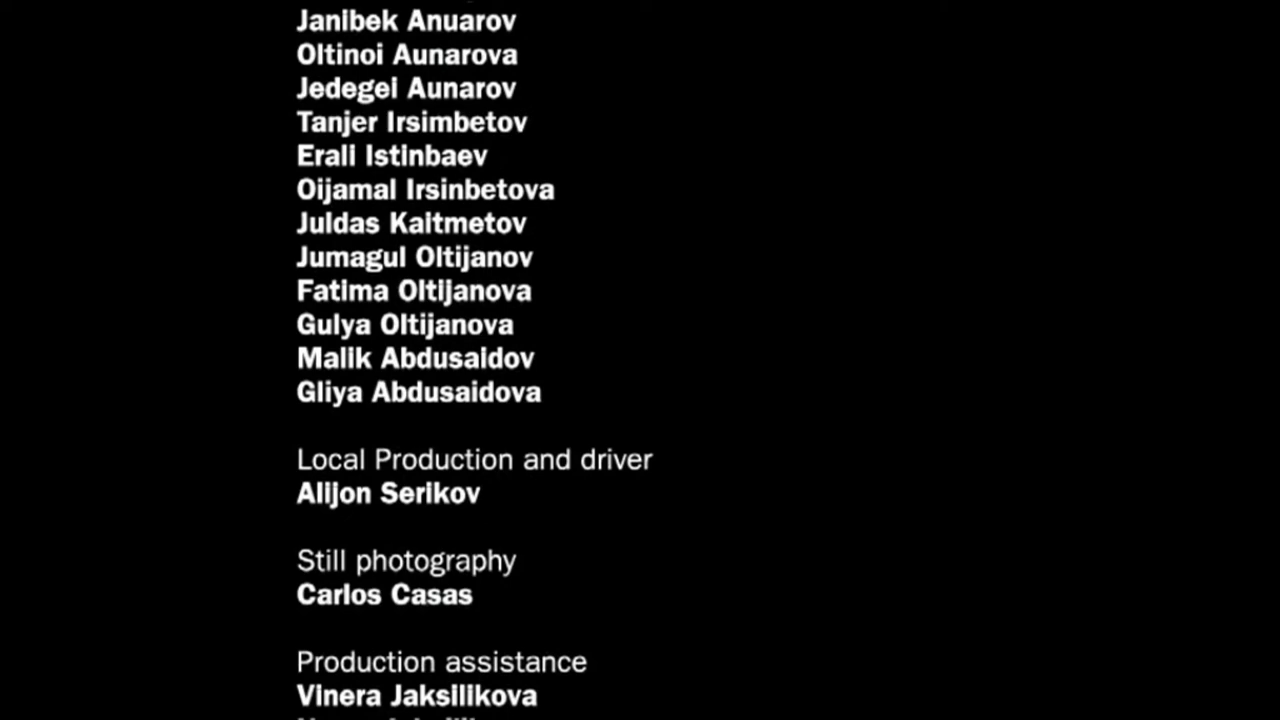 Janibek Anuarov
Oltinoi Aunarova
Jedegei Aunarov
Tanjer Irsimbetov
Erali Istinbaev
Oijamal Irsinbetova
Juldas Kaitmetov
Jumagul Oltijanov
Fatima Oltijanova
Gulya Oltijanova
Malik Abdusaidov
Gliya Abdusaidova
Local Production and driver
Alijon Serikov
Still photography
Carlos Casas
Production assistance
Vinera Jaksilikova